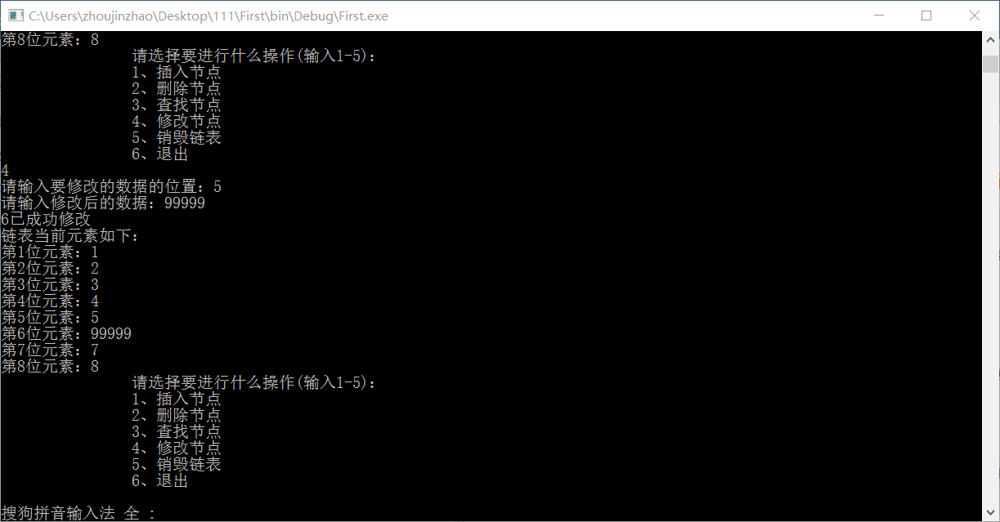 C:\Users\zhoujinzhao\Desktop\111\First\bin\Debug\First.exe
第8位元素：8
请选择要进行什么操作(输入1-5)：
1、插入节点
2、删除节点
3、查找节点
4、修改节点
5、销毁链表
6、退出
4
请输入要修改的数据的位置：5
请输入修改后的数据：99999
6已成功修改
链表当前元素如下：
第1位元素：1
第2位元素：2
第3位元素：3
第4位元素：4
第5位元素：5
第6位元素：99999
第7位元素：7
第8位元素：8
请选择要进行什么操作(输入1-5)：
1、插入节点
2、删除节点
3、查找节点
4、修改节点
5、销毁链表
6、退出
搜狗拼音输入法 全 :